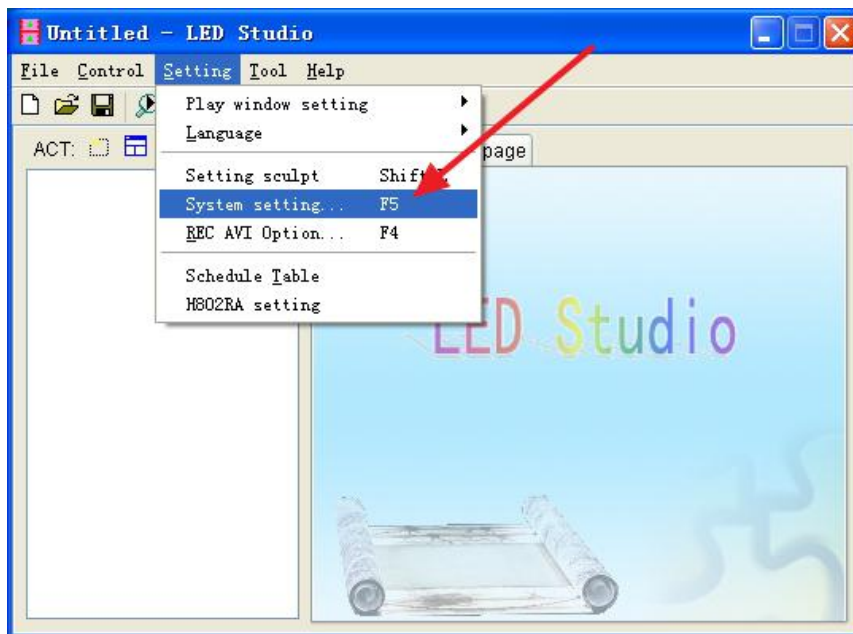 Untitled - LED Studio
File Control Setting Tool Help
Play window setting
Language
ACT:
page
Setting sculpt Shift
System setting... F5
REC AVI Option... F4
Schedule Table
H802RA setting
LED Studio